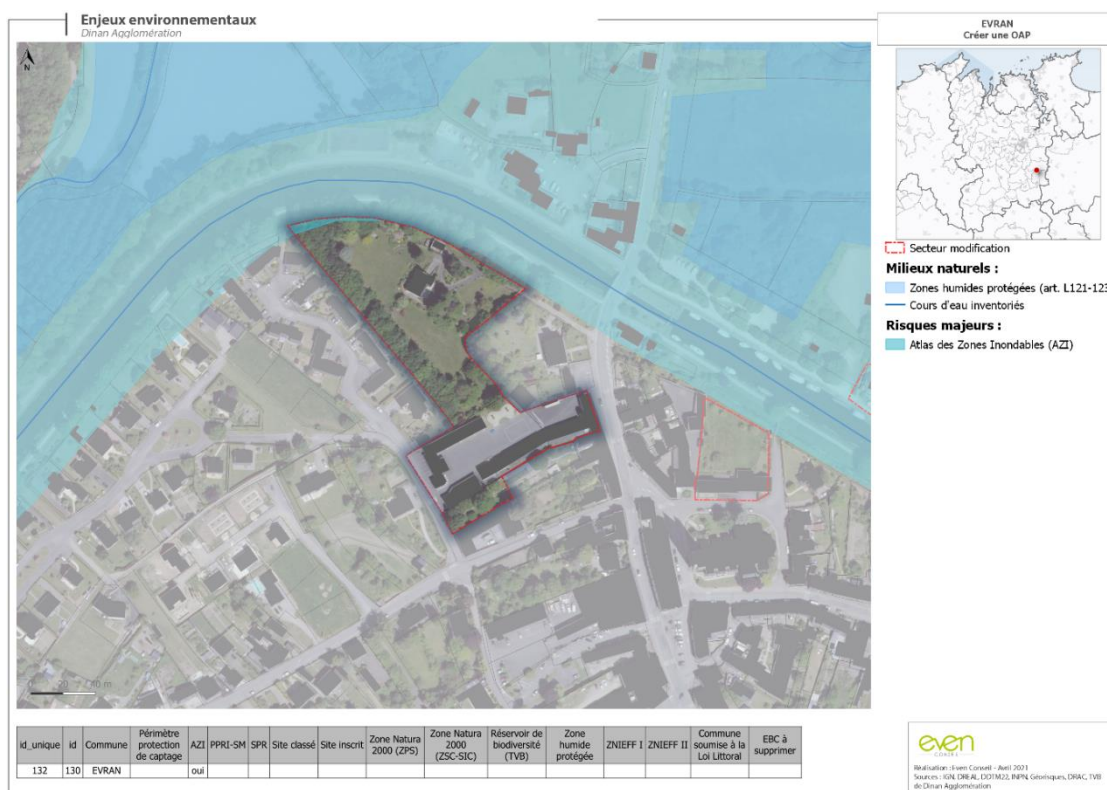 Enjeux environnementaux
Dinan Agglomération
N
20 40 m
EVRAN
Créer une OAP
Secteur modification
Milieux naturels :
Zones humides protégées (art. L121-123
Cours d'eau inventoriés
Risques majeurs :
Atlas des Zones Inondables (AZI)
id_unique id Commune Périmètre protection de captage AZI PPRI-SM SPR Site classé Site inscrit Zone Natura 2000 (ZPS) Zone Natura 2000 (ZSC-SIC) Réservoir de biodiversité (TVB) Zone humide protégée ZNIEFF I ZNIEFF II Commune soumise à la Loi Littoral EBC à supprimer
132 130 EVRAN oui
even
CONSEIL
Réalisation : Even Conseil - Avril 2021
Sources : IGN, DREAL, DDTM22, INPN, Géorisques, DRAC, TVB
de Dinan Agglomération